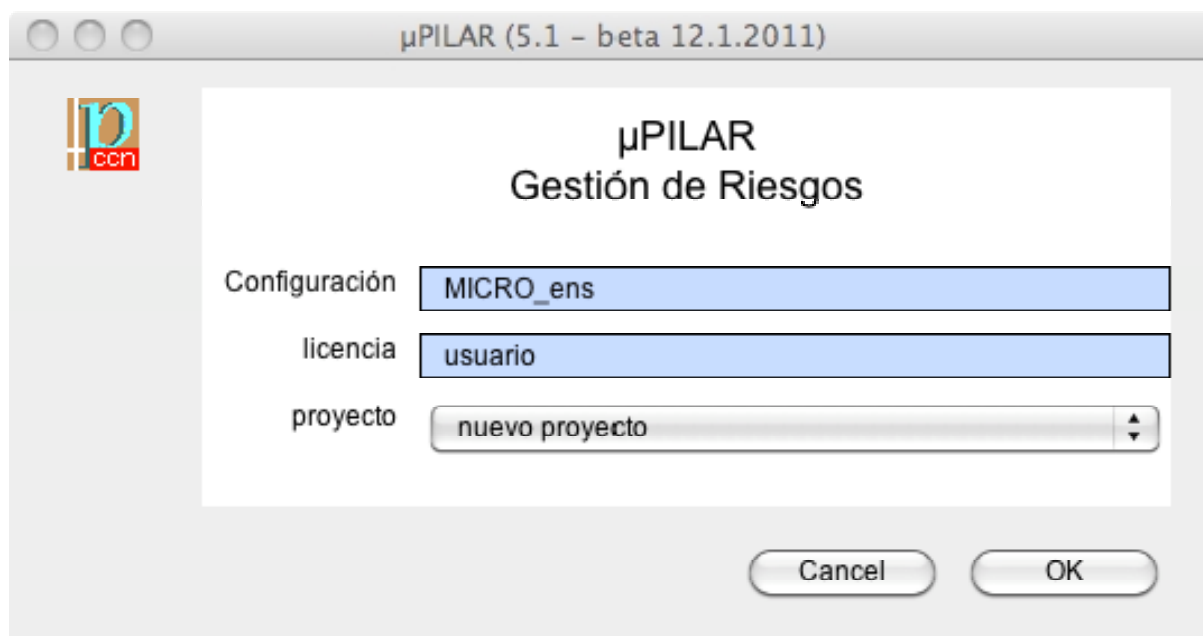 µPILAR (5.1 – beta 12.1.2011)
p
ccn
µPILAR
Gestión de Riesgos
Configuración MICRO_ens
licencia usuario
proyecto nuevo proyecto
Cancel OK